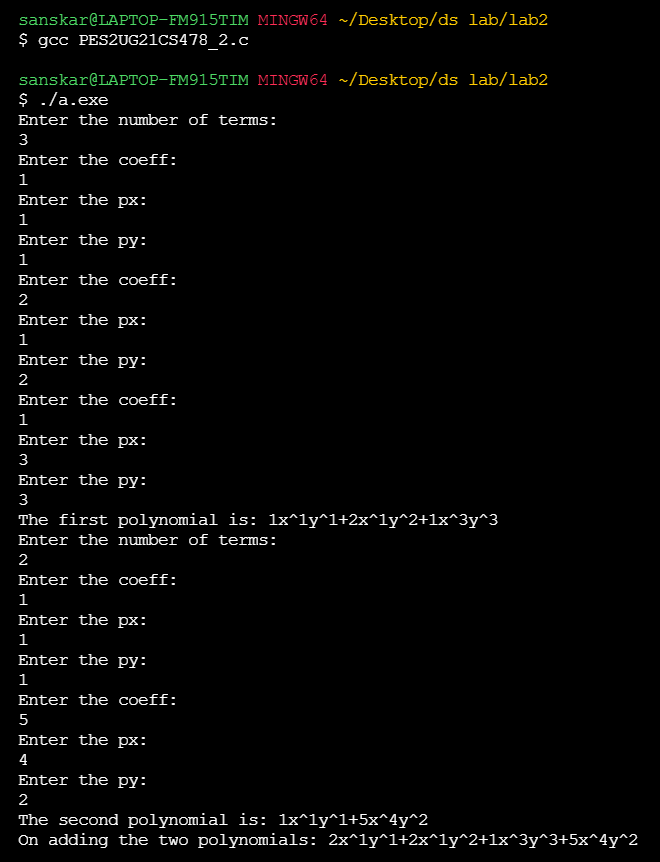 sanskar@LAPTOP-FM915TIM MINGW64 ~/Desktop/ds lab/lab2
$ gcc PES2UG21CS478_2.c
sanskar@LAPTOP-FM915TIM MINGW64 ~/Desktop/ds lab/lab2
$ ./a.exe
Enter the number of terms:
3
Enter the coeff:
1
Enter the px:
1
Enter the py:
1
Enter the coeff:
2
Enter the px:
1
Enter the py:
2
Enter the coeff:
1
Enter the px:
3
Enter the py:
3
The first polynomial is: 1x^1y^1+2x^1y^2+1x^3y^3
Enter the number of terms:
2
Enter the coeff:
1
Enter the px:
1
Enter the py:
1
Enter the coeff:
5
Enter the px:
4
Enter the py:
2
The second polynomial is: 1x^1y^1+5x^4y^2
On adding the two polynomials: 2x^1y^1+2x^1y^2+1x^3y^3+5x^4y^2